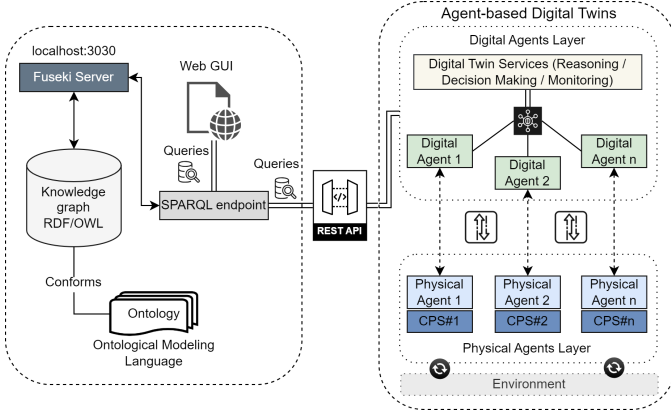 Agent-based Digital Twins
localhost:3030
Fuseki Server
Web GUI
Queries
Queries
Knowledge
graph
RDF/OWL
SPARQL endpoint
Conforms
Ontology
Ontological Modeling
Language
</>
REST API
Digital Agents Layer
Digital Twin Services (Reasoning /
Decision Making / Monitoring)
Digital
Agent 1
Digital
Agent 2
Digital
Agent n
Physical
Agent 1
CPS#1
Physical
Agent 2
CPS#2
Physical
Agent n
CPS#n
Physical Agents Layer
Environment